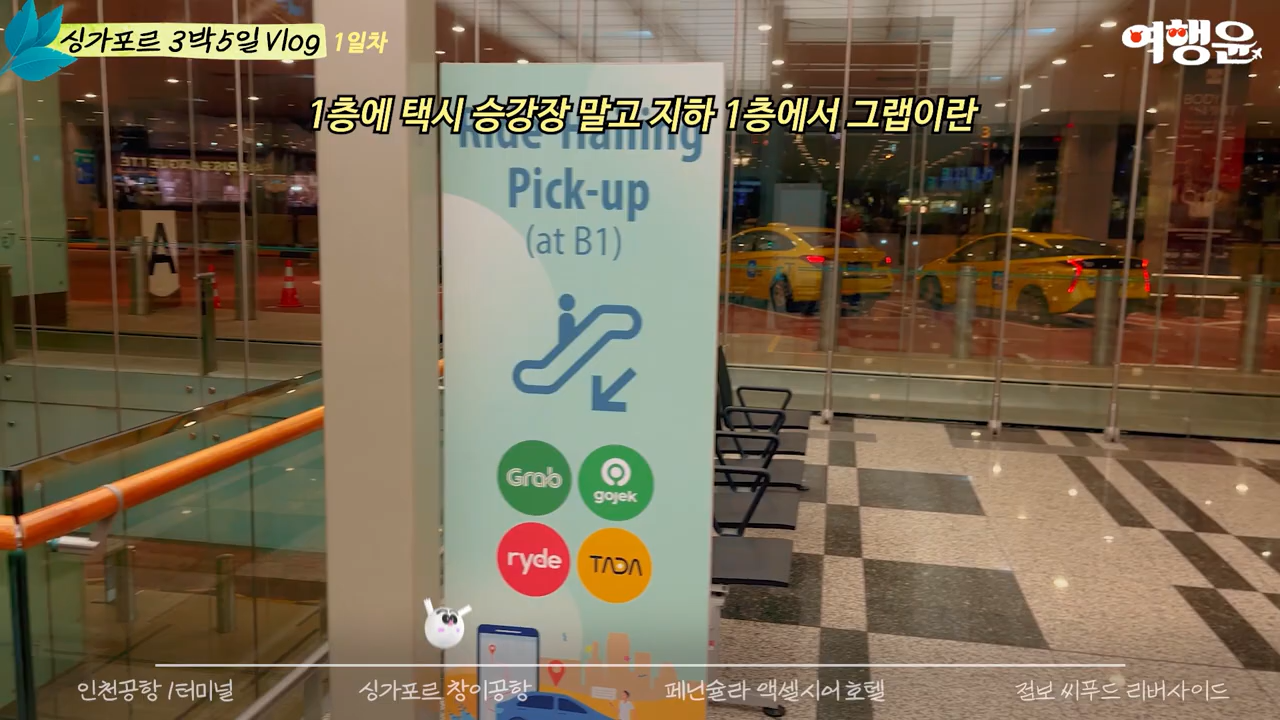 싱가포르 3박5일 Vlog 1일차
여행윤
1층에 택시 승강장 말고 지하 1층에서 그랩이란
Ride-Hailing
Pick-up
(at B1)
A
3
Grab
gojek
ryde
TADA
인천공항 1터미널
싱가포르 창이공항
페닌슐라 액셀시어 호텔
점보 씨푸드 리버사이드